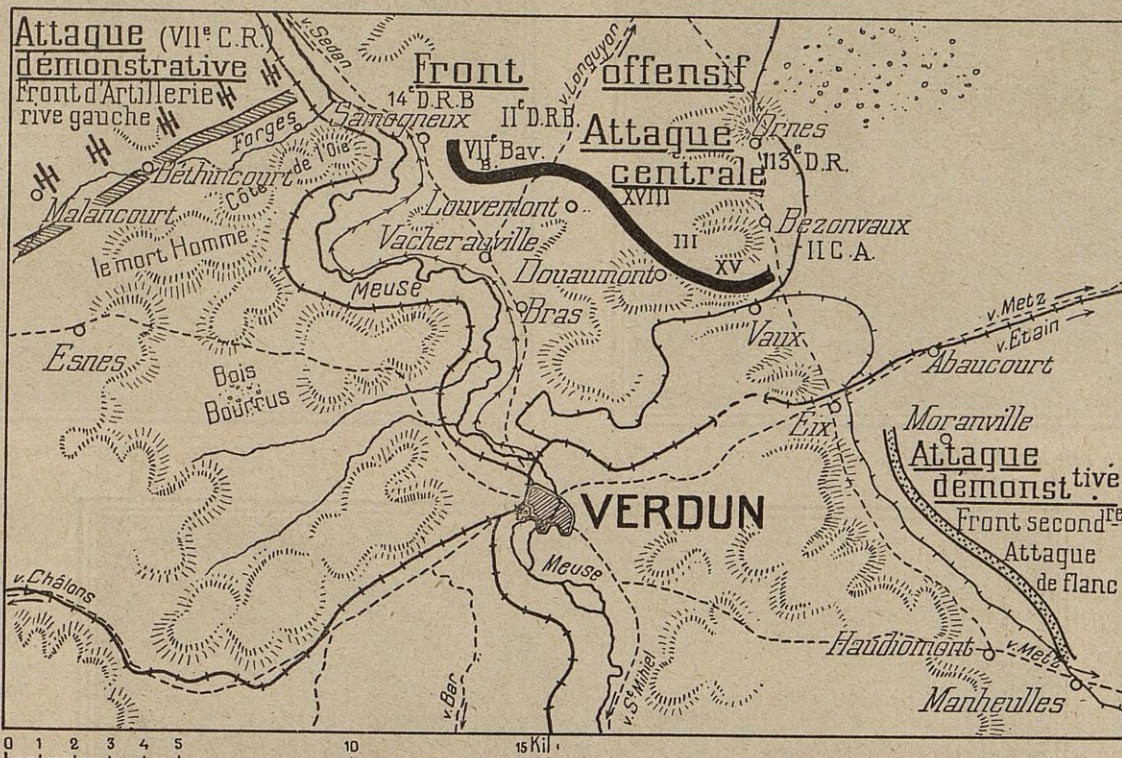 Attaque (VIIe C.R.)
démonstrative
Front d'Artillerie
rive gauche
v. Sedan
Front offensif
v. Longuyon
14e D.R.B
IIe D.R.B.
Samogneux
Forges
VIIe B. Bav.
Attaque
centrale
Ornes
113e D.R.
Béthincourt
Côte de l'Oie
Malancourt
XVIII
Louvemont
III
Bezonvaux
II C.A.
le mort Homme
Vacherauville
Douaumont
XV
Meuse
Bras
Vaux
v. Metz
v. Etain
Esnes
Abaucourt
Bois
Bourrus
Eix
Moranville
Attaque
démonsttive
Front secondre
Attaque
de flanc
VERDUN
v. Châlons
Meuse
v. Bar
v. St Mihiel
Haudiomont
v. Metz
Manheulles
0 1 2 3 4 5 10 15 Kil.